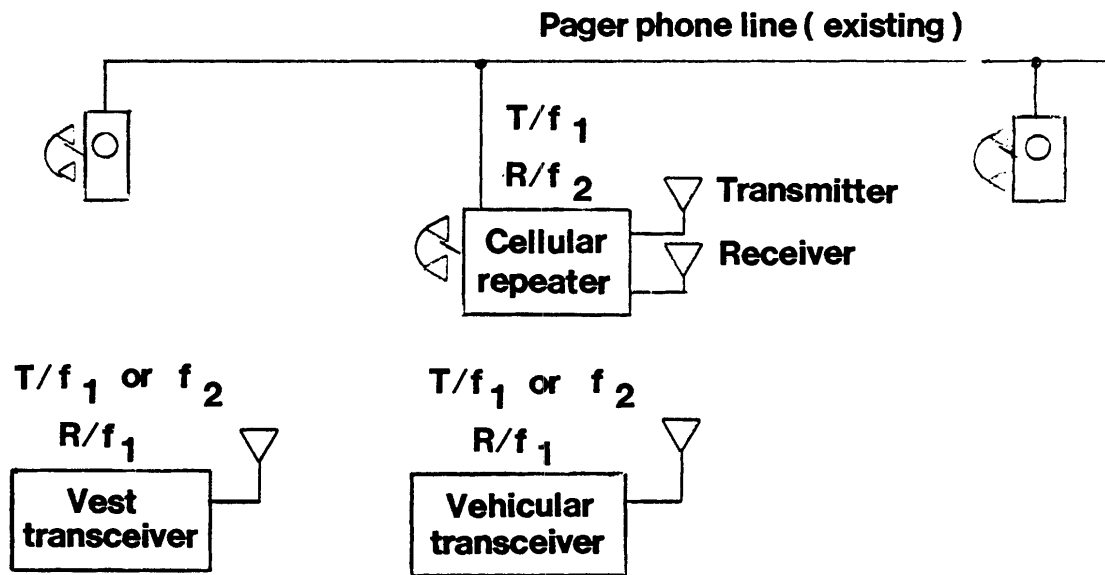 Pager phone line ( existing )
T/f 1
R/f 2
Transmitter
Cellular
repeater
Receiver
T/f 1 or f 2
R/f 1
Vest
transceiver
T/f 1 or f 2
R/f 1
Vehicular
transceiver